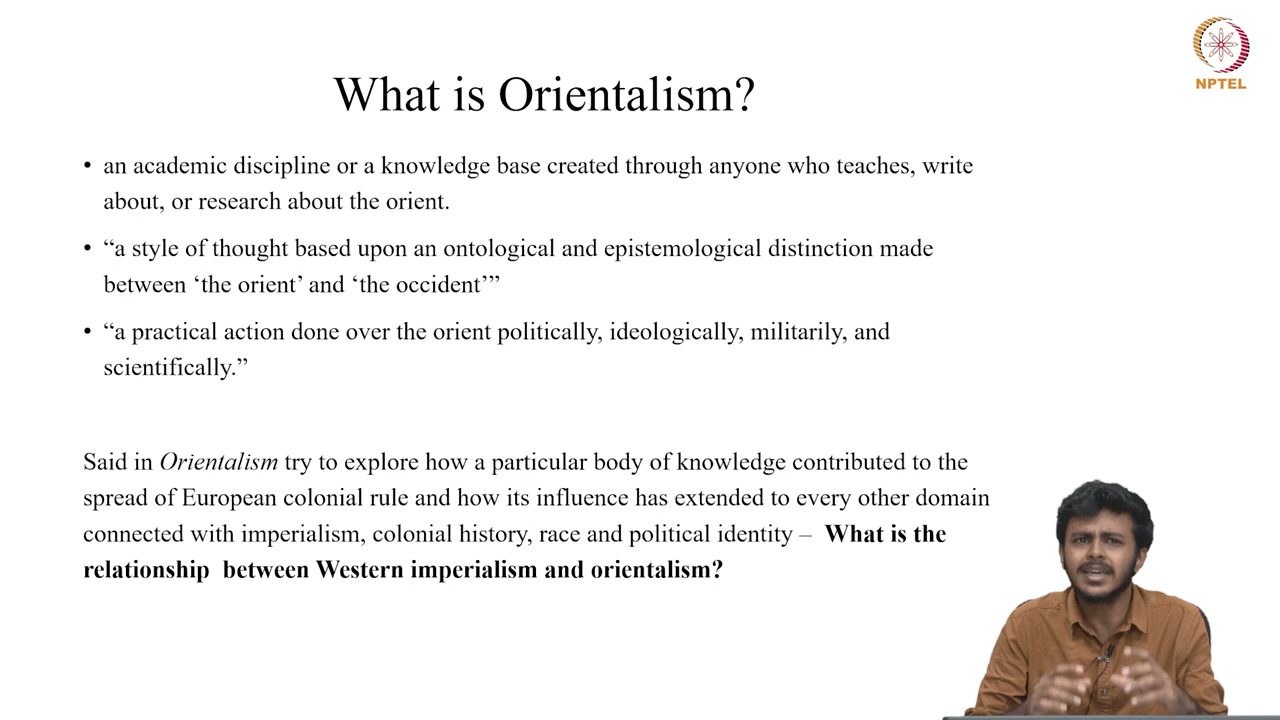 What is Orientalism?
NPTEL
• an academic discipline or a knowledge base created through anyone who teaches, write
about, or research about the orient.
• “a style of thought based upon an ontological and epistemological distinction made
between ‘the orient’ and ‘the occident’”
• “a practical action done over the orient politically, ideologically, militarily, and
scientifically.”
Said in Orientalism try to explore how a particular body of knowledge contributed to the
spread of European colonial rule and how its influence has extended to every other domain
connected with imperialism, colonial history, race and political identity – What is the
relationship between Western imperialism and orientalism?